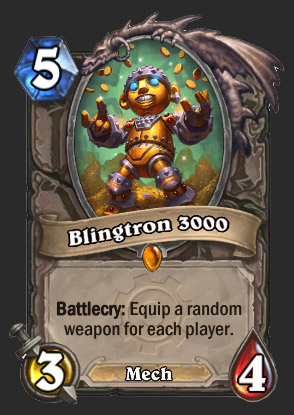 5
Blingtron 3000
Battlecry: Equip a random
weapon for each player.
3
Mech
4